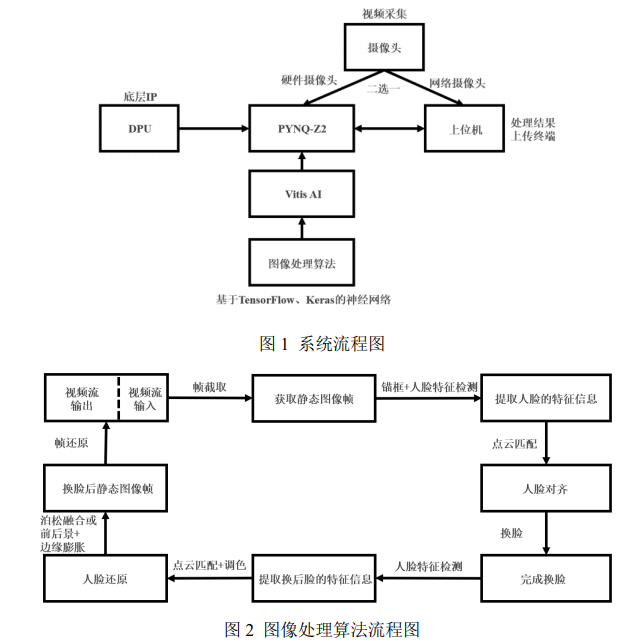 视频采集
摄像头
硬件摄像头
二选一
网络摄像头
底层IP
DPU
PYNQ-Z2
上位机
处理结果
上传终端
Vitis AI
图像处理算法
基于TensorFlow、Keras的神经网络
图 1 系统流程图
视频流
输出
视频流
输入
帧截取
获取静态图像帧
锚框+人脸特征检测
提取人脸的特征信息
帧还原
点云匹配
换脸后静态图像帧
人脸对齐
泊松融合或
前后景+
边缘膨胀
换脸
人脸还原
点云匹配+调色
提取换后脸的特征信息
人脸特征检测
完成换脸
图 2 图像处理算法流程图